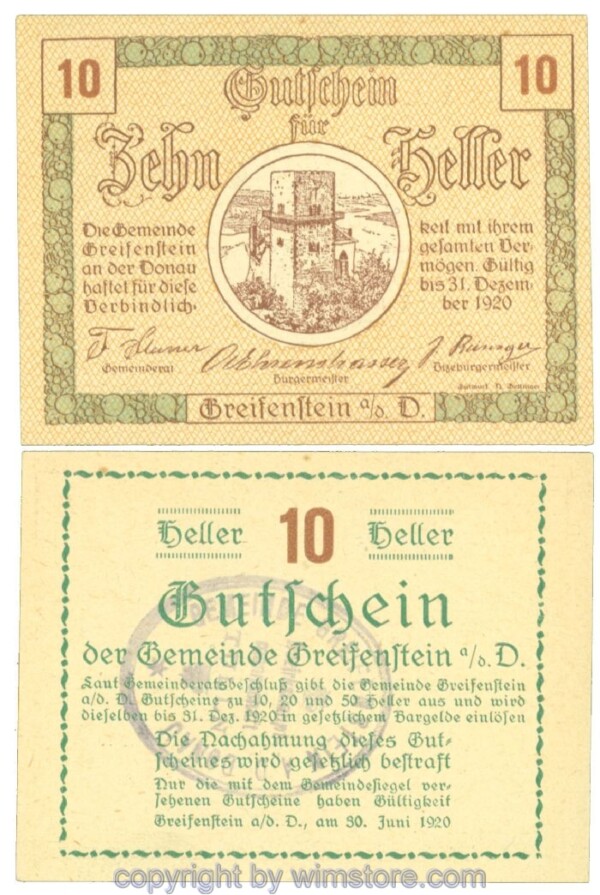 10
10
Gutschein
für
Zehn
Heller
Die Gemeinde
Greifenstein
an der Donau
haftet für diese
Verbindlich-
keit mit ihrem
gesamten Ver-
mögen. Gültig
bis 31. Dezem-
ber 1920
Gemeinderat
Bürgermeister
Vizebürgermeister
Greifenstein a/d. D.
Heller
10
Heller
Gutschein
der Gemeinde Greifenstein a/d. D.
Laut Gemeinderatsbeschluß gibt die Gemeinde Greifenstein
a/d. D. Gutscheine zu 10, 20 und 50 Heller aus und wird
dieselben bis 31. Dez. 1920 in gesetzlichem Bargelde einlösen
Die Nachahmung dieses Gut-
scheines wird gesetzlich bestraft
Nur die mit dem Gemeindesiegel ver-
sehenen Gutscheine haben Gültigkeit
Greifenstein a/d. D., am 30. Juni 1920
copyright by wimstore.com